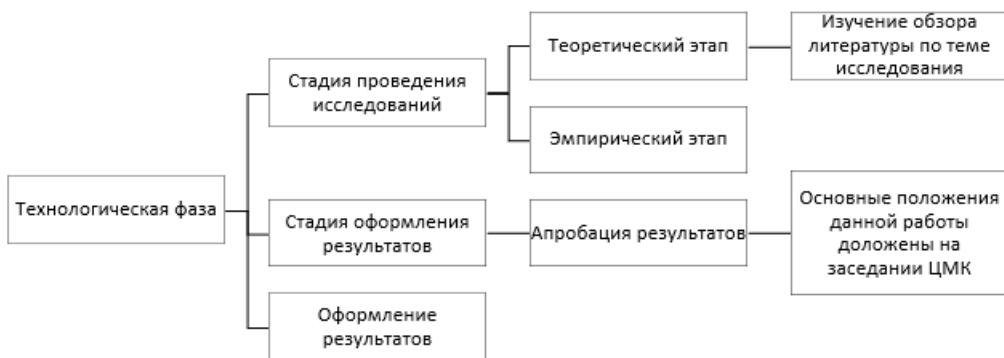 Технологическая фаза
Стадия проведения
исследований
Теоретический этап
Изучение обзора
литературы по теме
исследования
Эмпирический этап
Стадия оформления
результатов
Апробация результатов
Основные положения
данной работы
доложены на
заседании ЦМК
Оформление
результатов